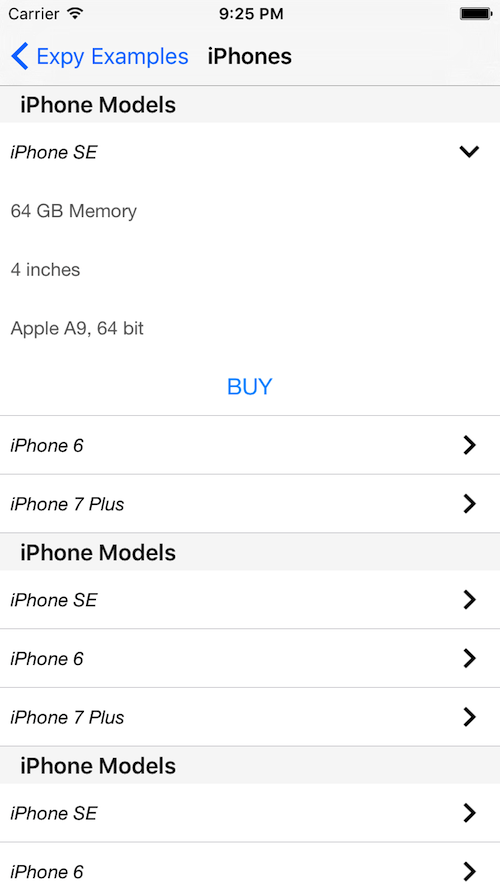 Carrier 9:25 PM
Expy Examples iPhones
iPhone Models
iPhone SE
64 GB Memory
4 inches
Apple A9, 64 bit
BUY
iPhone 6
iPhone 7 Plus
iPhone Models
iPhone SE
iPhone 6
iPhone 7 Plus
iPhone Models
iPhone SE
iPhone 6